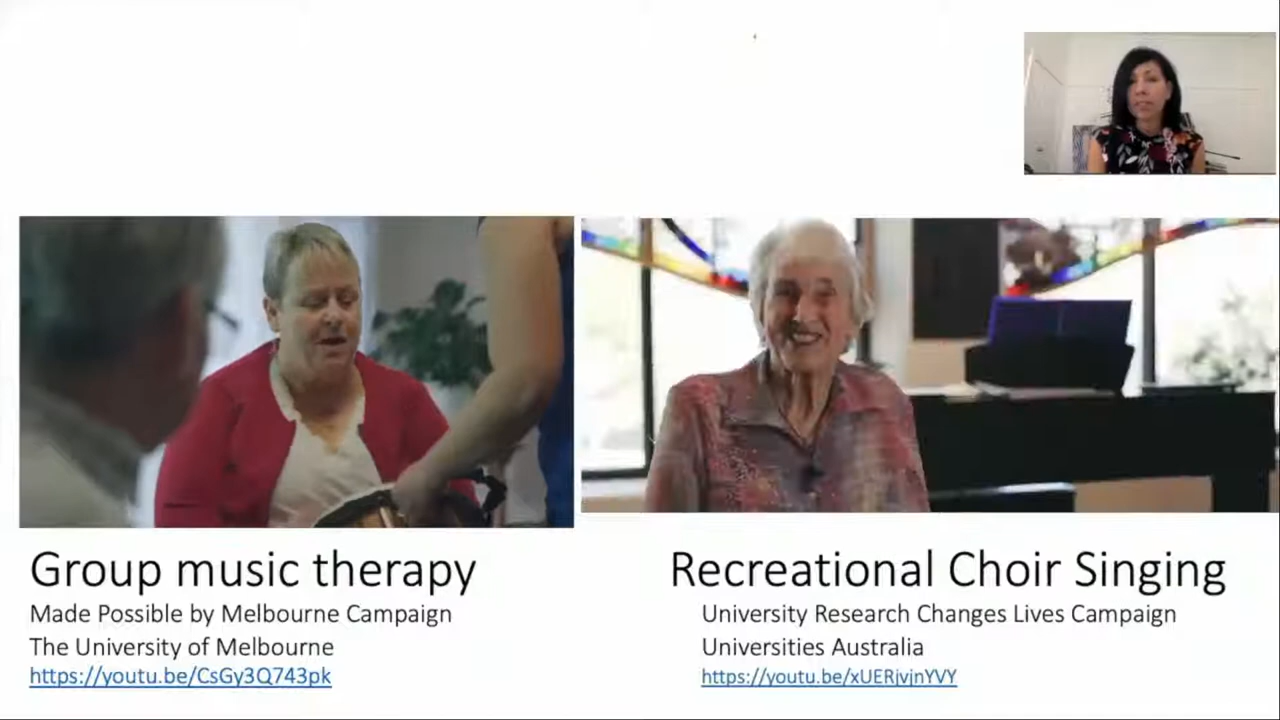 Group music therapy
Made Possible by Melbourne Campaign
The University of Melbourne
https://youtu.be/CsGy3Q743pk
Recreational Choir Singing
University Research Changes Lives Campaign
Universities Australia
https://youtu.be/xUERjvjnYVY